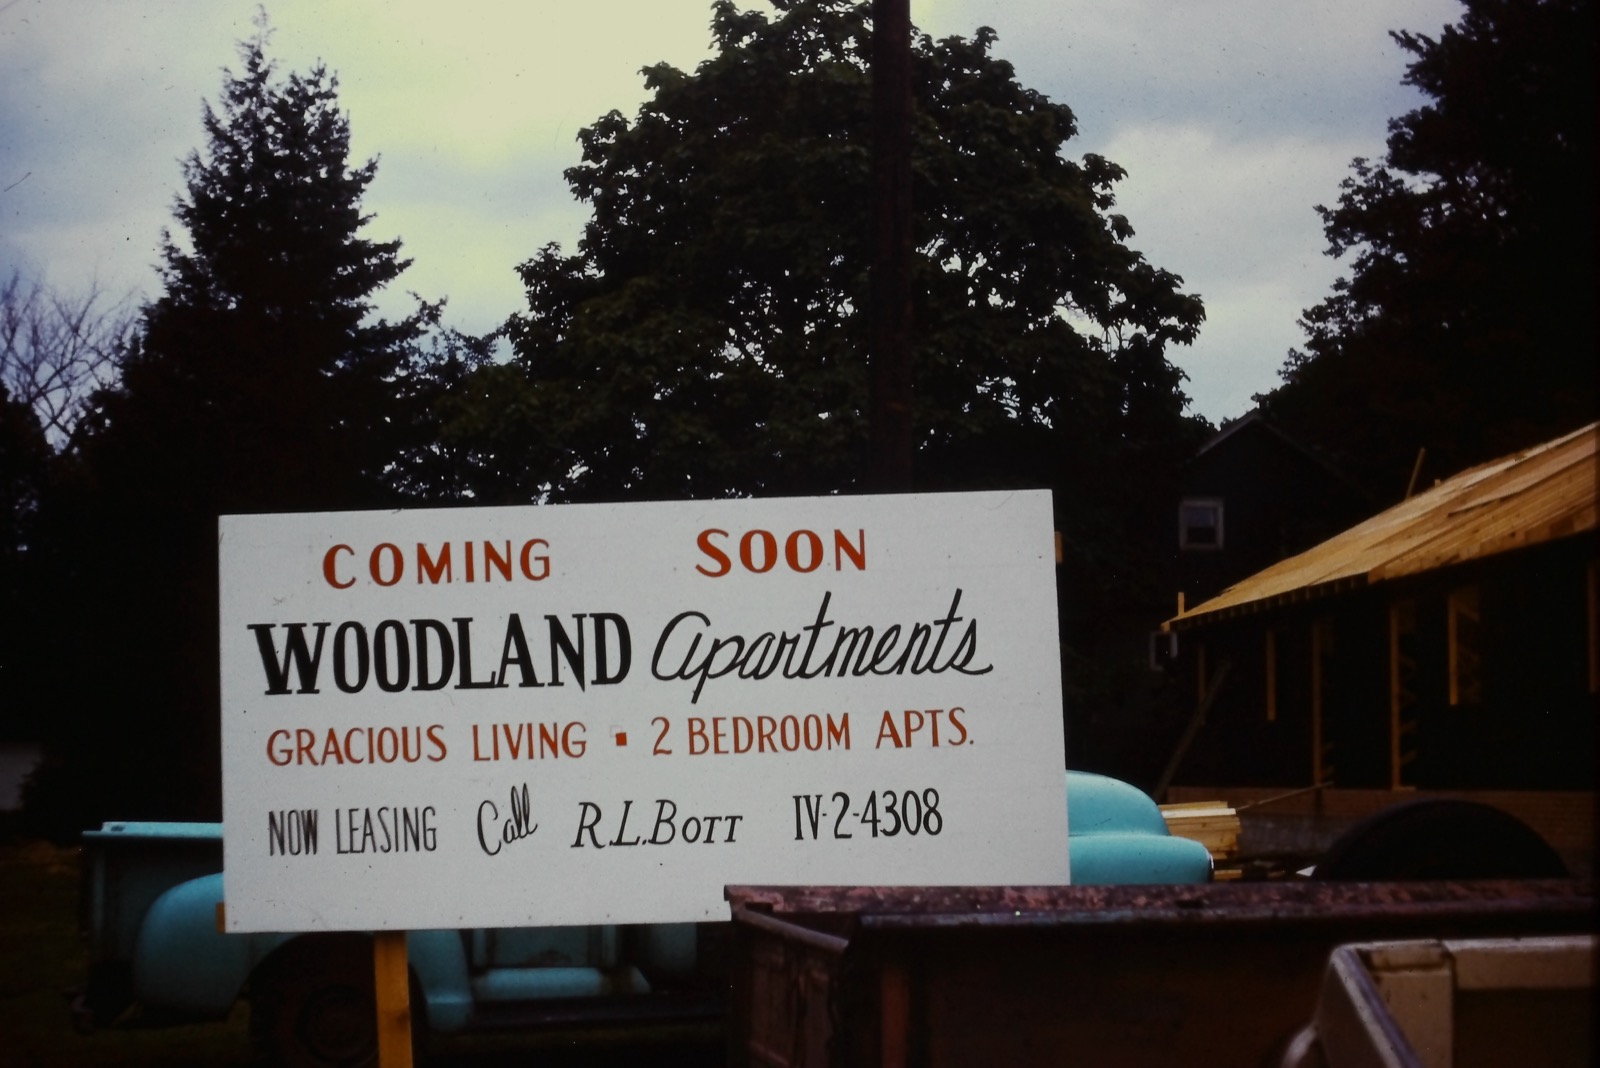 COMING SOON
WOODLAND apartments
GRACIOUS LIVING ▪ 2 BEDROOM APTS.
NOW LEASING Call R.L.BOTT IV-2-4308